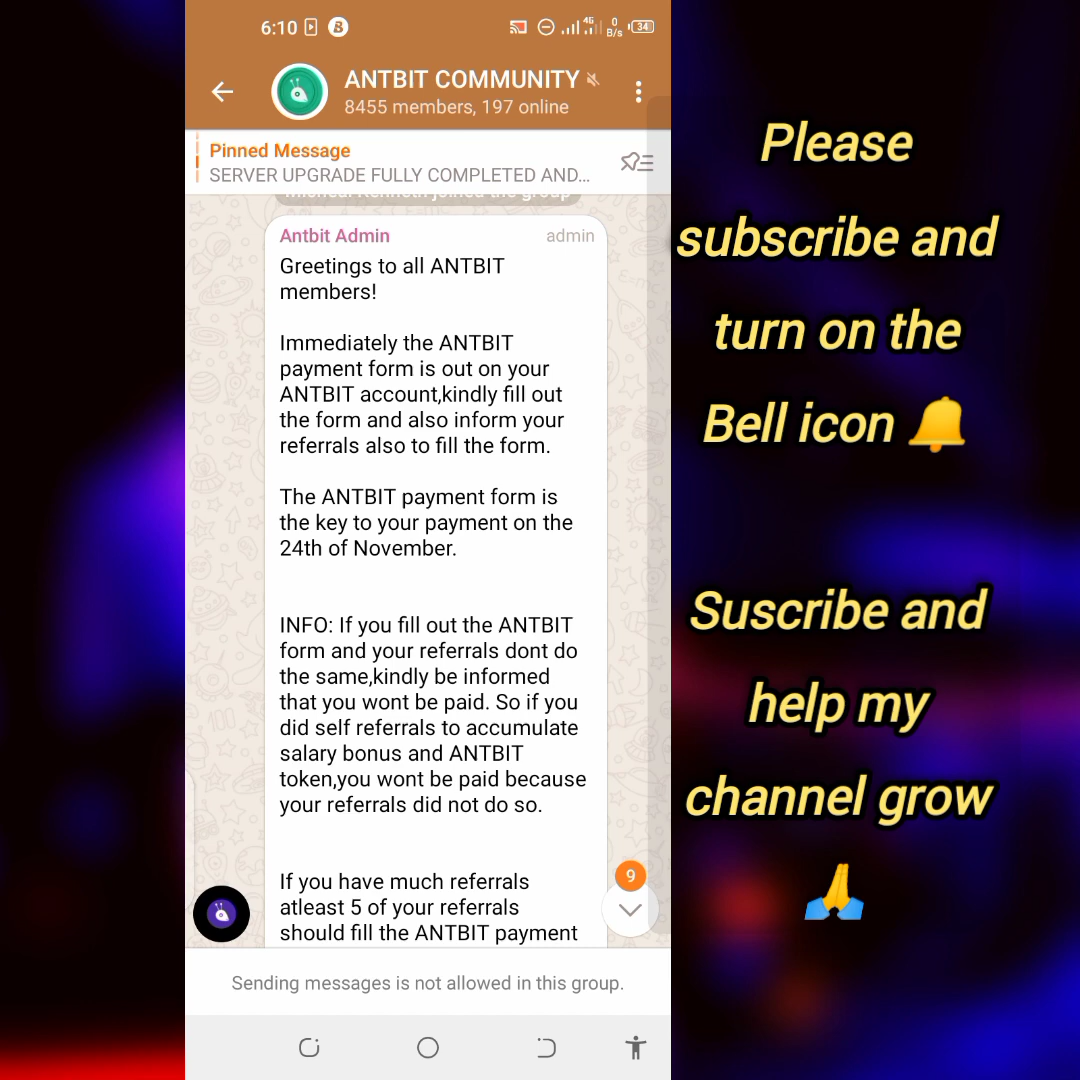 6:10
4G
0 B/s
34
ANTBIT COMMUNITY
8455 members, 197 online
Pinned Message
SERVER UPGRADE FULLY COMPLETED AND...
joined the group
Antbit Admin admin
Greetings to all ANTBIT
members!
Immediately the ANTBIT
payment form is out on your
ANTBIT account,kindly fill out
the form and also inform your
referrals also to fill the form.
The ANTBIT payment form is
the key to your payment on the
24th of November.
INFO: If you fill out the ANTBIT
form and your referrals dont do
the same,kindly be informed
that you wont be paid. So if you
did self referrals to accumulate
salary bonus and ANTBIT
token,you wont be paid because
your referrals did not do so.
If you have much referrals
atleast 5 of your referrals
should fill the ANTBIT payment
9
Sending messages is not allowed in this group.
Please
subscribe and
turn on the
Bell icon 🔔
Suscribe and
help my
channel grow
🙏